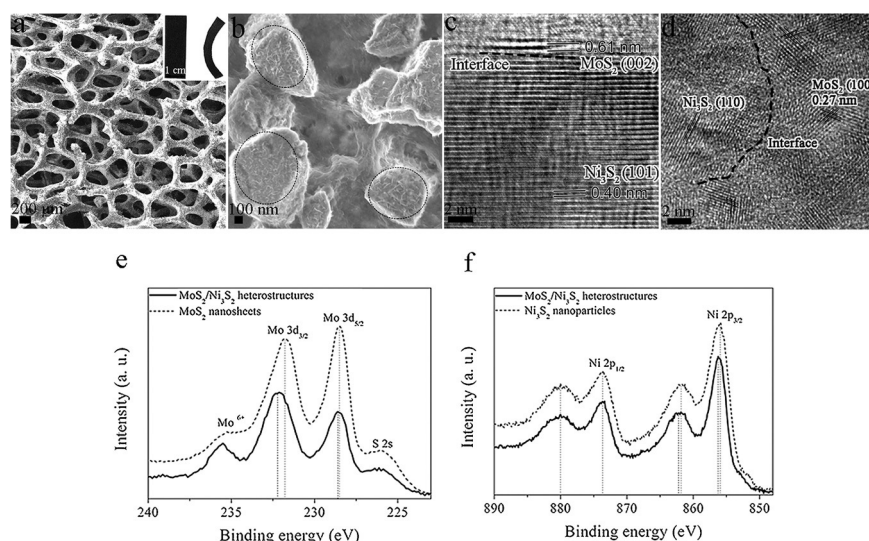 a
1 cm
200 μm
b
100 nm
c
0.61 nm
Interface
MoS₂ (002)
Ni₃S₂ (101)
0.40 nm
2 nm
d
Ni₃S₂ (110)
MoS₂ (100
0.27 nm
Interface
2 nm
e
MoS₂/Ni₃S₂ heterostructures
MoS₂ nanosheets
Mo 3d₃/₂
Mo 3d₅/₂
Mo⁶⁺
S 2s
Intensity (a. u.)
240 235 230 225
Binding energy (eV)
f
MoS₂/Ni₃S₂ heterostructures
Ni₃S₂ nanoparticles
Ni 2p₃/₂
Ni 2p₁/₂
Intensity (a. u.)
890 880 870 860 850
Binding energy (eV)